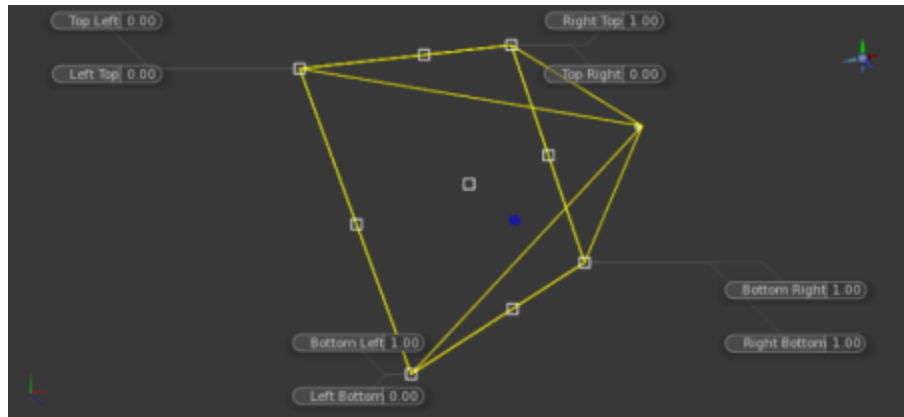 Top Left 0.00
Right Top 1.00
Left Top 0.00
Top Right 0.00
Bottom Right 1.00
Bottom Left 1.00
Right Bottom 1.00
Left Bottom 0.00